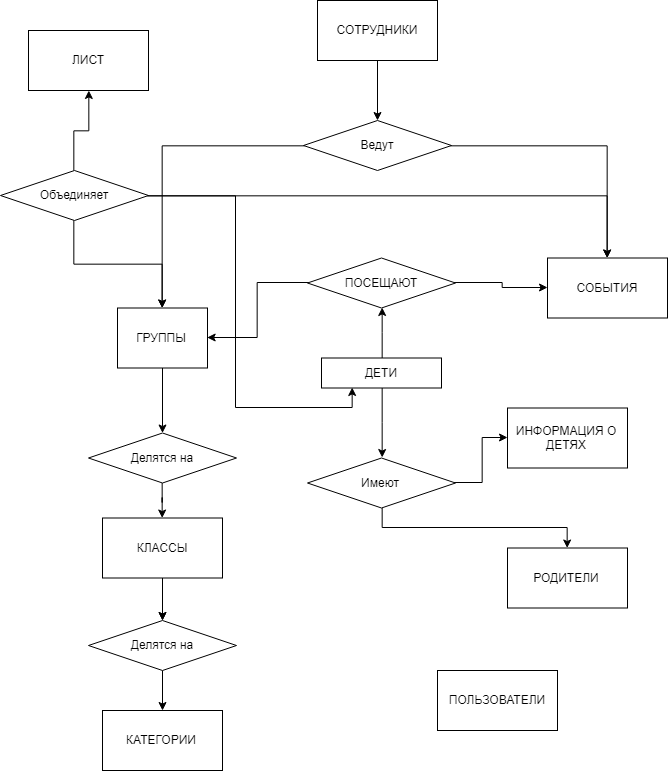 СОТРУДНИКИ
ЛИСТ
Ведут
Объединяет
ПОСЕЩАЮТ
СОБЫТИЯ
ГРУППЫ
ДЕТИ
ИНФОРМАЦИЯ О
ДЕТЯХ
Делятся на
Имеют
КЛАССЫ
РОДИТЕЛИ
Делятся на
ПОЛЬЗОВАТЕЛИ
КАТЕГОРИИ